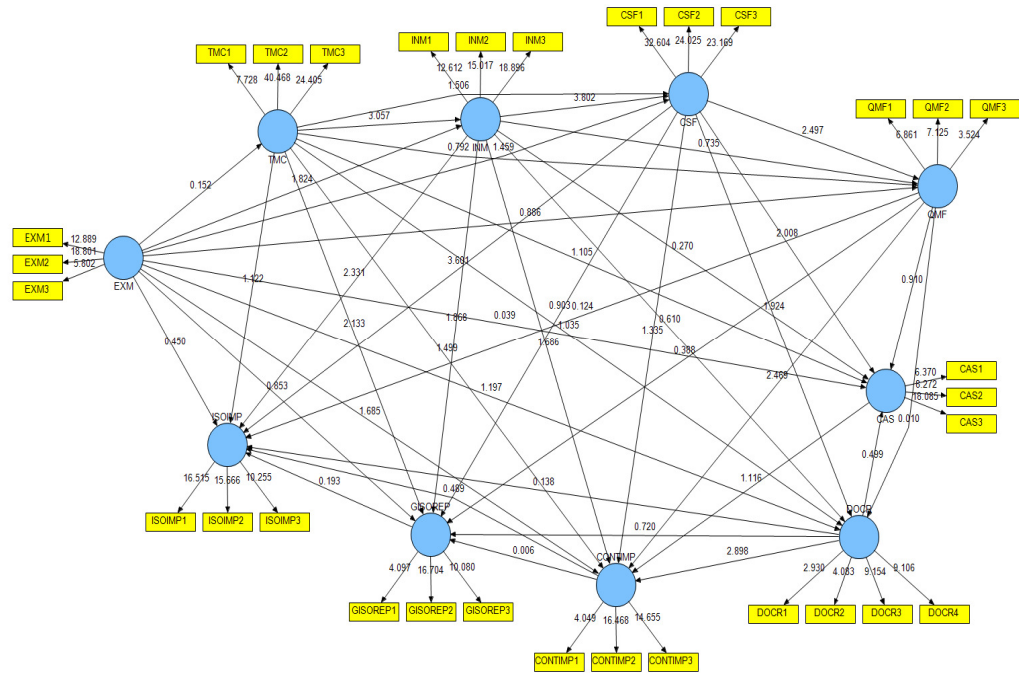 CSF1 CSF2 CSF3
32.604 24.025 23.169
INM1 INM2 INM3
12.612 15.017 18.896
TMC1 TMC2 TMC3
7.728 40.468 24.405
QMF1 QMF2 QMF3
6.861 7.125 3.524
1.506
3.802
3.057
CSF
2.497
INM
TMC
0.792
1.459
0.735
0.152
1.824
QMF
0.886
EXM1 12.889
EXM2 18.801
EXM3 5.802
EXM
2.008
0.270
1.105
3.601
2.331
1.122
0.910
0.903
0.124
1.924
0.039
1.868
0.610
2.133
1.035
1.335
1.686
0.450
1.499
0.388
2.469
0.853
1.197
6.370 CAS1
6.272 CAS2
18.085 CAS3
CAS
0.010
1.685
ISOIMP
0.499
16.515 15.666 10.255
ISOIMP1 ISOIMP2 ISOIMP3
0.193
0.489
0.138
1.116
GISOREP
DOCR
0.720
0.006
2.898
CONTIMP
4.097 16.704 10.080
GISOREP1 GISOREP2 GISOREP3
2.930 4.083 9.154 9.106
DOCR1 DOCR2 DOCR3 DOCR4
4.049 16.468 14.655
CONTIMP1 CONTIMP2 CONTIMP3